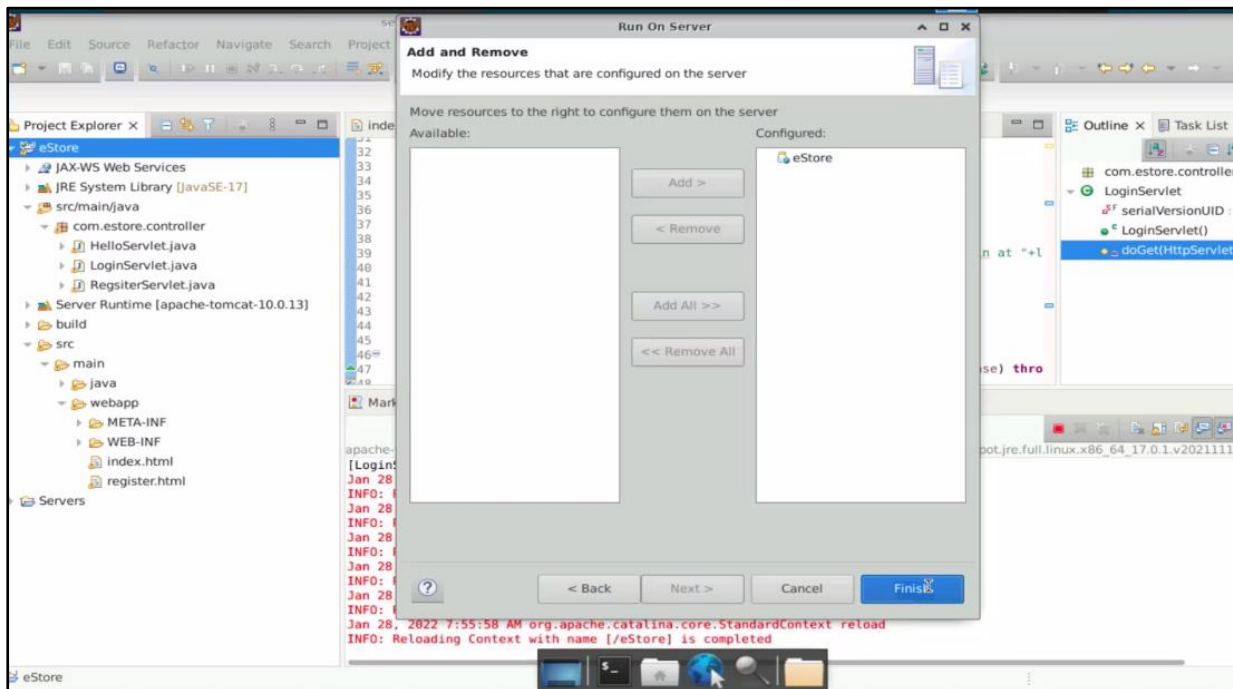 Run On Server
File Edit Source Refactor Navigate Search Project
Add and Remove
Modify the resources that are configured on the server
Move resources to the right to configure them on the server
Available:
Configured:
eStore
Add >
< Remove
Add All >>
<< Remove All
?
< Back
Next >
Cancel
Finish
Project Explorer
eStore
JAX-WS Web Services
JRE System Library [JavaSE-17]
src/main/java
com.estore.controller
HelloServlet.java
LoginServlet.java
RegsiterServlet.java
Server Runtime [apache-tomcat-10.0.13]
build
src
main
java
webapp
META-INF
WEB-INF
index.html
register.html
Servers
inde
32
33
34
35
36
37
38
39
40
41
42
43
44
45
46
47
48
n at "+l
se) thro
Outline Task List
com.estore.controller
LoginServlet
serialVersionUID :
LoginServlet()
doGet(HttpServlet
Mark
apache-
pot.jre.full.linux.x86_64_17.0.1.v2021111
[LoginS
Jan 28
INFO: R
Jan 28
INFO: R
Jan 28
INFO: R
Jan 28
INFO: R
Jan 28
INFO: R
Jan 28, 2022 7:55:58 AM org.apache.catalina.core.StandardContext reload
INFO: Reloading Context with name [/eStore] is completed
eStore